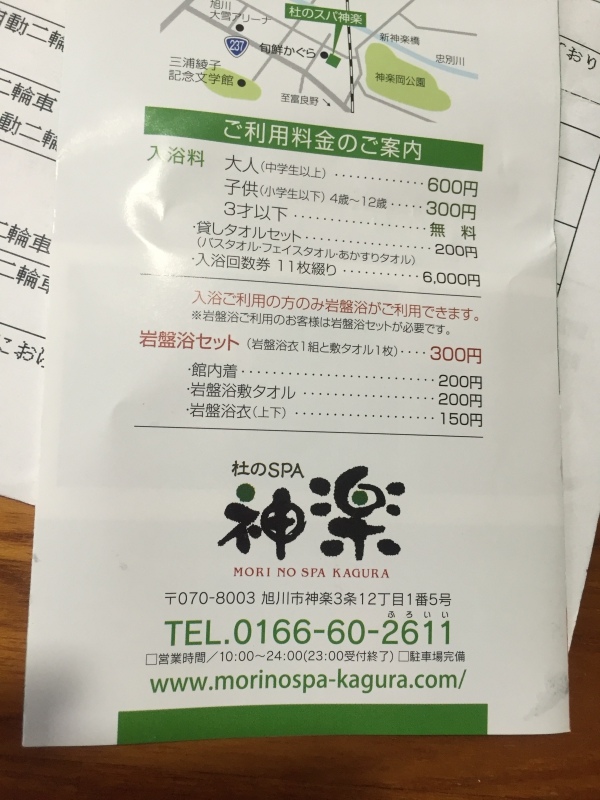 旭川
大雪アリーナ
杜のスパ神楽
237
旬鮮かぐら
新神楽橋
忠別川
三浦綾子
記念文学館
神楽岡公園
至富良野
ご利用料金のご案内
入浴料 大人(中学生以上) ............ 600円
子供(小学生以下) 4歳～12歳 ..... 300円
3才以下 .................. 無 料
・貸しタオルセット .................. 200円
(バスタオル・フェイスタオル・あかすりタオル)
・入浴回数券 11枚綴り ........... 6,000円
入浴ご利用の方のみ岩盤浴がご利用できます。
※岩盤浴ご利用のお客様は岩盤浴セットが必要です。
岩盤浴セット (岩盤浴衣1組と敷タオル1枚) .... 300円
・館内着 .............................. 200円
・岩盤浴敷タオル .................. 200円
・岩盤浴衣(上下) .................. 150円
杜のSPA
神楽
MORI NO SPA KAGURA
〒070-8003 旭川市神楽3条12丁目1番5号
ふろいい
TEL.0166-60-2611
□営業時間／10:00～24:00(23:00受付終了) □駐車場完備
www.morinospa-kagura.com/
動二輪
二輪車
動二輪
二輪車
二輪車
におけ
おり